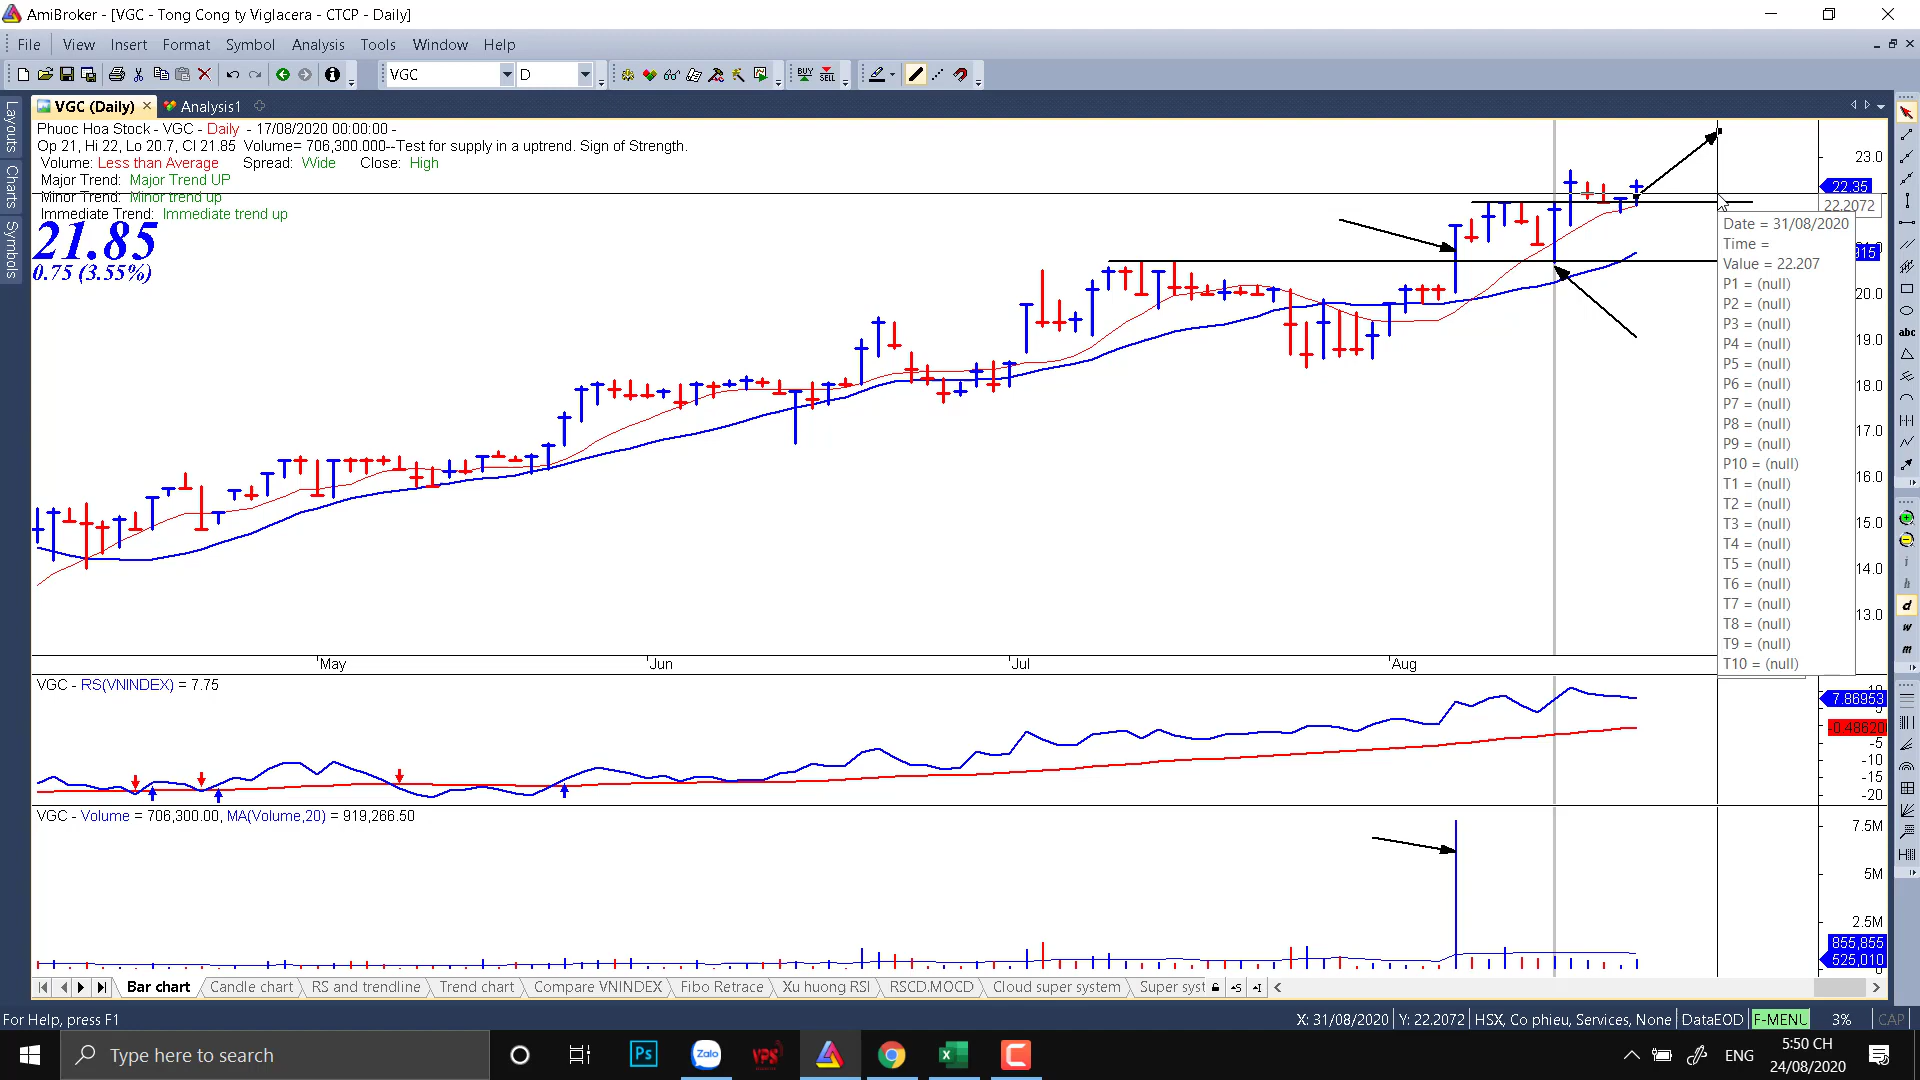 AmiBroker - [VGC - Tong Cong ty Viglacera - CTCP - Daily]
File View Insert Format Symbol Analysis Tools Window Help
VGC D BUY SELL
VGC (Daily) Analysis1
Layouts
Charts
Symbols
Phuoc Hoa Stock - VGC - Daily - 17/08/2020 00:00:00 -
Op 21, Hi 22, Lo 20.7, Cl 21.85 Volume= 706,300.000--Test for supply in a uptrend. Sign of Strength.
Volume: Less than Average Spread: Wide Close: High
Major Trend: Major Trend UP
Minor Trend: Minor trend up
Immediate Trend: Immediate trend up
21.85
0.75 (3.55%)
23.0
22.35
22.2072
20.0
19.0
18.0
17.0
16.0
15.0
14.0
13.0
Date = 31/08/2020
Time =
Value = 22.207
P1 = (null)
P2 = (null)
P3 = (null)
P4 = (null)
P5 = (null)
P6 = (null)
P7 = (null)
P8 = (null)
P9 = (null)
P10 = (null)
T1 = (null)
T2 = (null)
T3 = (null)
T4 = (null)
T5 = (null)
T6 = (null)
T7 = (null)
T8 = (null)
T9 = (null)
T10 = (null)
May Jun Jul Aug
VGC - RS(VNINDEX) = 7.75
7.86953
-5
-10
-15
-20
VGC - Volume = 706,300.00, MA(Volume,20) = 919,266.50
7.5M
5M
2.5M
855,855
525,010
abc
d
w
m
Bar chart Candle chart RS and trendline Trend chart Compare VNINDEX Fibo Retrace Xu huong RSI RSCD.MOCD Cloud super system Super syst
For Help, press F1
X: 31/08/2020 Y: 22.2072 HSX, Co phieu, Services, None DataEOD F-MENU 3% CAP
Type here to search
Ps
Zalo
VPS
ENG
5:50 CH
24/08/2020